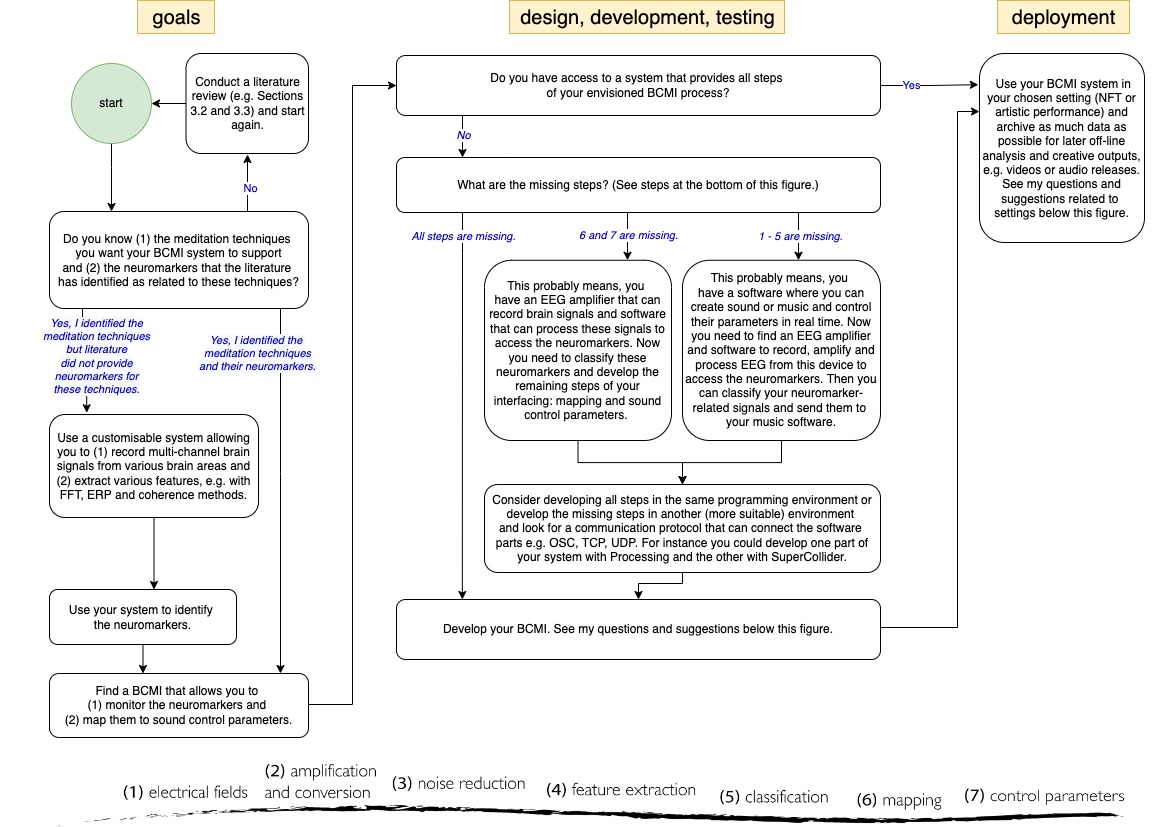 goals
design, development, testing
deployment
start
Conduct a literature
review (e.g. Sections
3.2 and 3.3) and start
again.
No
Do you know (1) the meditation techniques
you want your BCMI system to support
and (2) the neuromarkers that the literature
has identified as related to these techniques?
Yes, I identified the
meditation techniques
but literature
did not provide
neuromarkers for
these techniques.
Yes, I identified the
meditation techniques
and their neuromarkers.
Use a customisable system allowing
you to (1) record multi-channel brain
signals from various brain areas and
(2) extract various features, e.g. with
FFT, ERP and coherence methods.
Use your system to identify
the neuromarkers.
Find a BCMI that allows you to
(1) monitor the neuromarkers and
(2) map them to sound control parameters.
Do you have access to a system that provides all steps
of your envisioned BCMI process?
Yes
No
What are the missing steps? (See steps at the bottom of this figure.)
All steps are missing.
6 and 7 are missing.
1 - 5 are missing.
This probably means, you
have an EEG amplifier that can
record brain signals and software
that can process these signals to
access the neuromarkers. Now
you need to classify these
neuromarkers and develop the
remaining steps of your
interfacing: mapping and sound
control parameters.
This probably means, you
have a software where you can
create sound or music and control
their parameters in real time. Now
you need to find an EEG amplifier
and software to record, amplify and
process EEG from this device to
access the neuromarkers. Then you
can classify your neuromarker-
related signals and send them to
your music software.
Consider developing all steps in the same programming environment or
develop the missing steps in another (more suitable) environment
and look for a communication protocol that can connect the software
parts e.g. OSC, TCP, UDP. For instance you could develop one part of
your system with Processing and the other with SuperCollider.
Develop your BCMI. See my questions and suggestions below this figure.
Use your BCMI system in
your chosen setting (NFT or
artistic performance) and
archive as much data as
possible for later off-line
analysis and creative outputs,
e.g. videos or audio releases.
See my questions and
suggestions related to
settings below this figure.
(1) electrical fields
(2) amplification
and conversion
(3) noise reduction
(4) feature extraction
(5) classification
(6) mapping
(7) control parameters